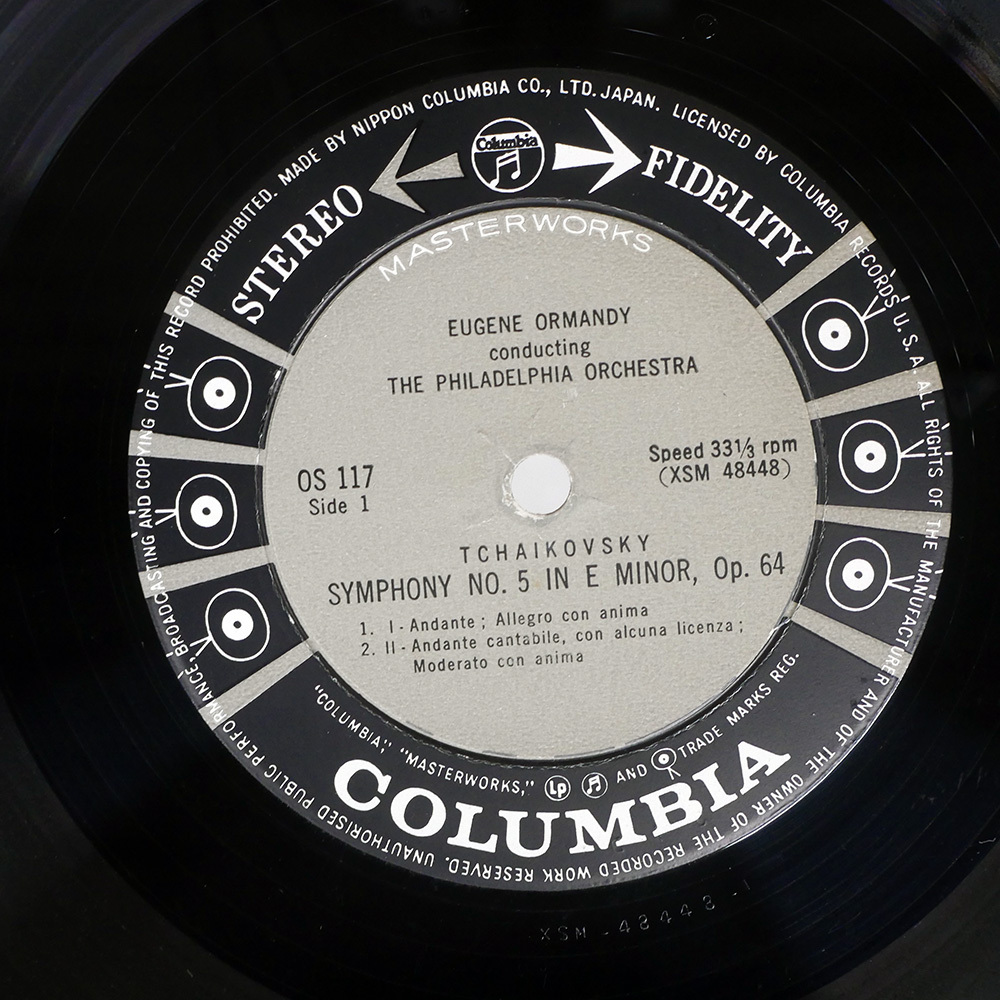 MADE BY NIPPON COLUMBIA CO., LTD. JAPAN. LICENSED BY COLUMBIA RECORDS U. S. A. ALL RIGHTS OF THE MANUFACTURER AND OF THE OWNER OF THE RECORDED WORK RESERVED. UNAUTHORISED PUBLIC PERFORMANCE, BROADCASTING AND COPYING OF THIS RECORD PROHIBITED.
STEREO
Columbia
FIDELITY
MASTERWORKS
EUGENE ORMANDY
conducting
THE PHILADELPHIA ORCHESTRA
OS 117
Side 1
Speed 33⅓ rpm
(XSM 48448)
TCHAIKOVSKY
SYMPHONY NO. 5 IN E MINOR, Op. 64
1. I - Andante ; Allegro con anima
2. II - Andante cantabile, con alcuna licenza ;
Moderato con anima
"COLUMBIA," "MASTERWORKS," Lp AND TRADE MARKS REG.
COLUMBIA
XSM - 48448 - 1